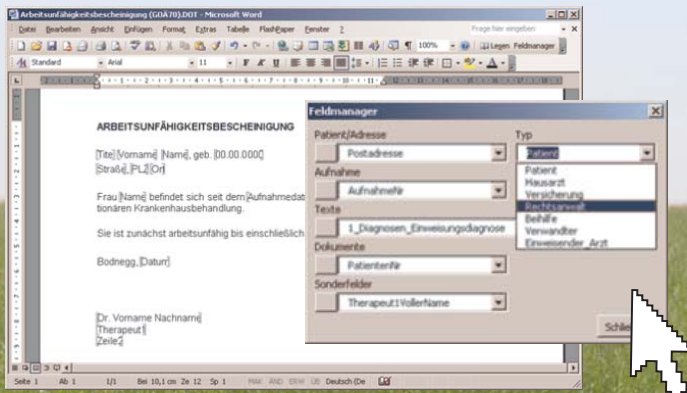 Arbeitsunfähigkeitsbescheinigung (GOÄ70).DOT - Microsoft Word
Datei Bearbeiten Ansicht Einfügen Format Extras Tabelle FlashPaper Fenster ?
Frage hier eingeben
100%
Legen Feldmanager
Standard Arial 11 F K U
ARBEITSUNFÄHIGKEITSBESCHEINIGUNG
Titel Vorname Name, geb. 00.00.0000
Straße, PLZ Ort
Frau Name befindet sich seit dem Aufnahmedat
tionären Krankenhausbehandlung.
Sie ist zunächst arbeitsunfähig bis einschließlich
Bodnegg, Datum
Dr. Vorname Nachname
Therapeut1
Zeile2
Seite 1 Ab 1 1/1 Bei 10,1 cm Ze 12 Sp 1 MAK ÄND ERW ÜB Deutsch (De
Feldmanager
Patient/Adresse
Postadresse
Aufnahme
AufnahmeNr
Texte
1_Diagnosen_Einweisungsdiagnose
Dokumente
PatientenNr
Sonderfelder
Therapeut1VollerName
Typ
Patient
Patient
Hausarzt
Versicherung
Rechtsanwalt
Beihilfe
Verwandter
Einweisender_Arzt
Schließ